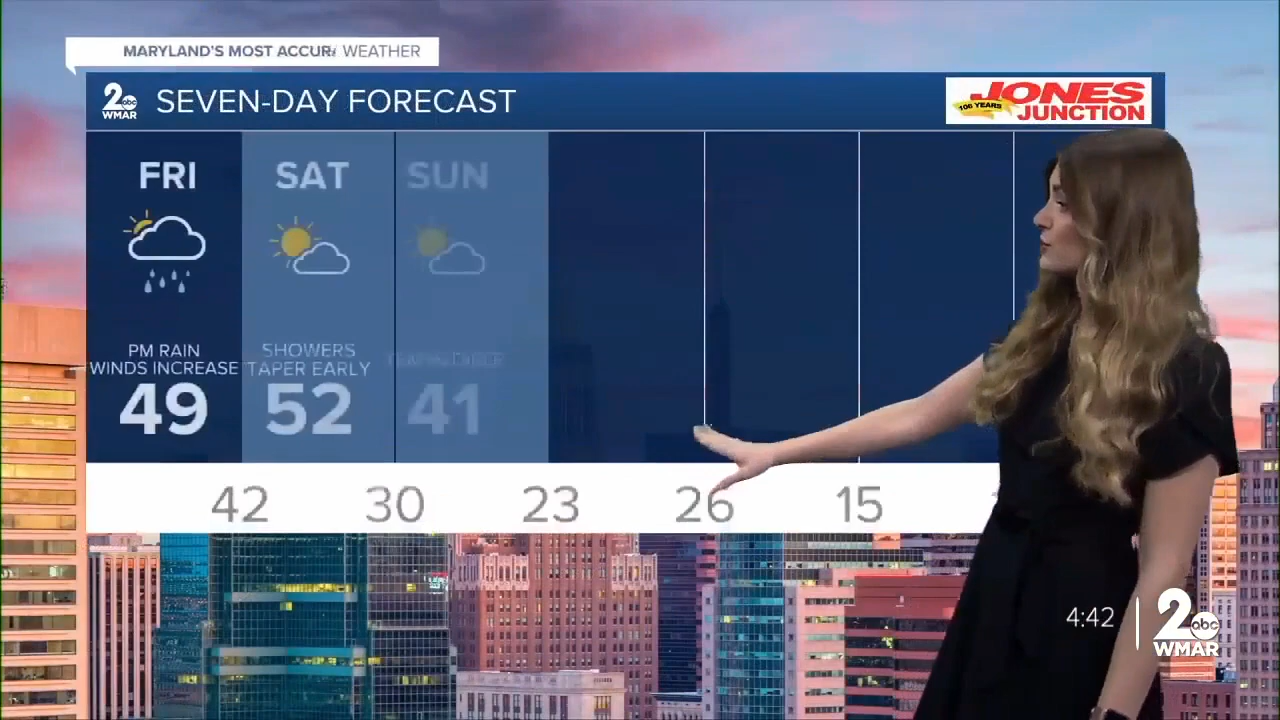 MARYLAND'S MOST ACCUR WEATHER
2 abc
WMAR
SEVEN-DAY FORECAST
106 YEARS
JONES
JUNCTION
FRI
SAT
SUN
PM RAIN
WINDS INCREASE
SHOWERS
TAPER EARLY
49
52
41
42
30
23
26
15
4:42
2 abc
WMAR